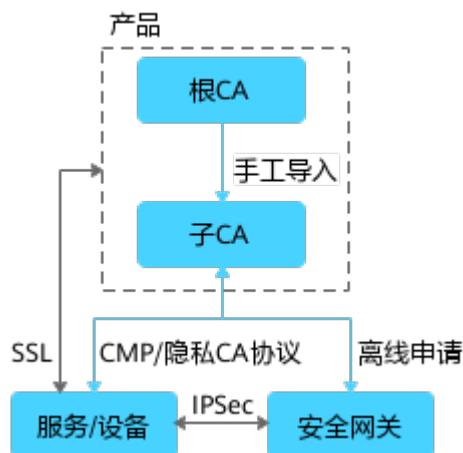 产品
根CA
手工导入
子CA
SSL
CMP/隐私CA协议
离线申请
服务/设备
IPSec
安全网关